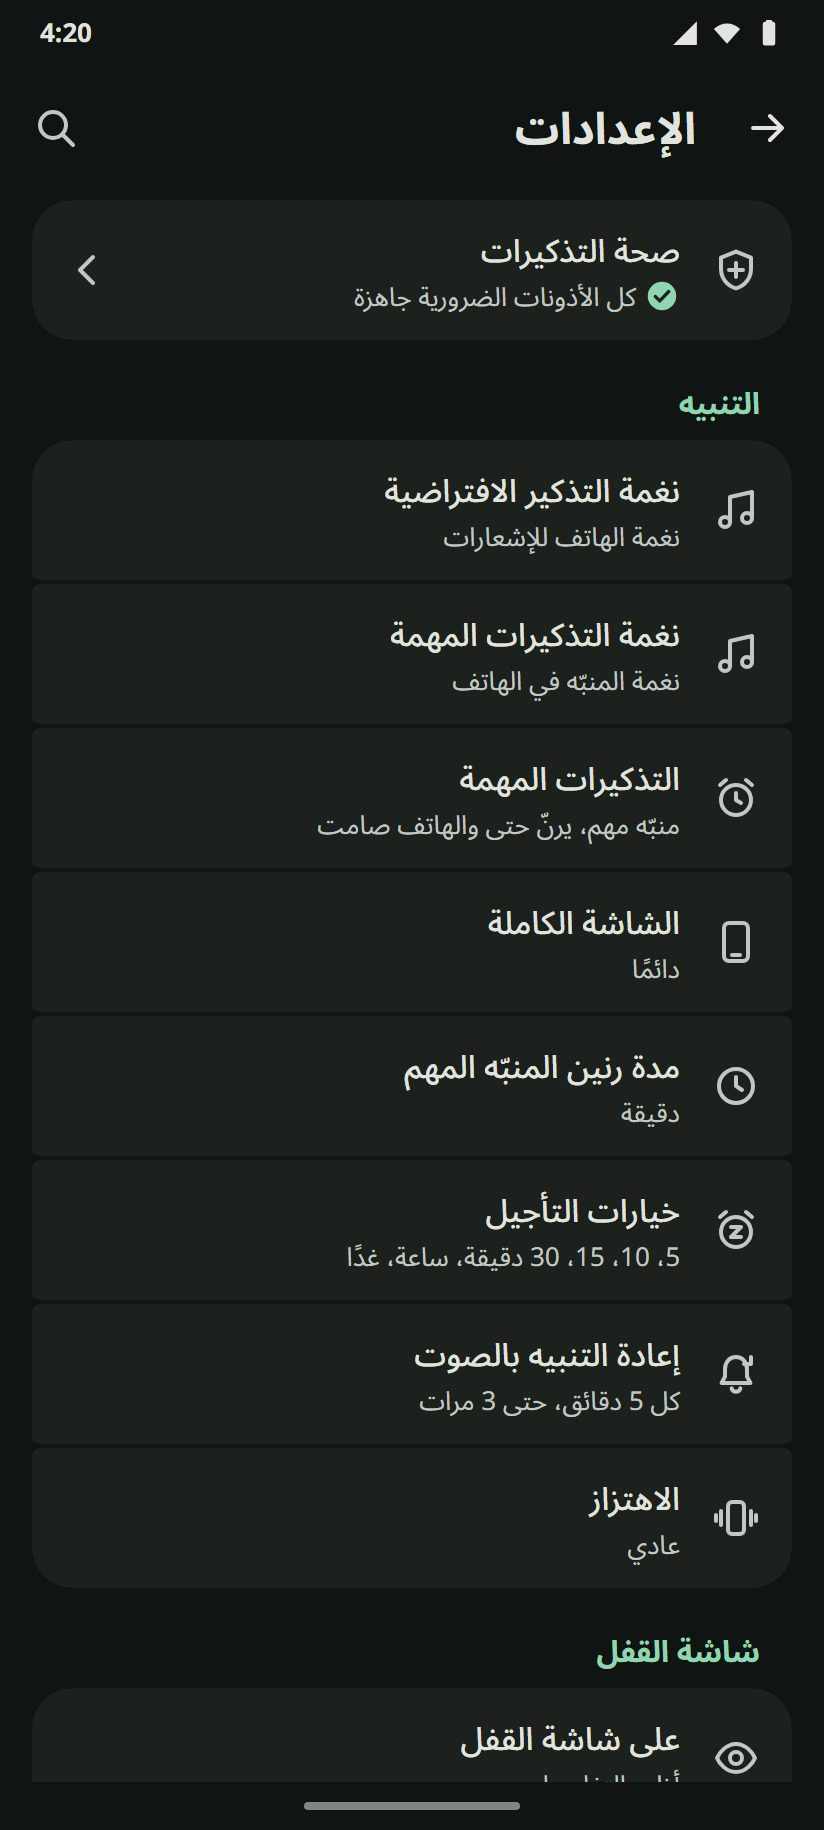 4:20
الإعدادات
صحة التذكيرات
كل الأذونات الضرورية جاهزة
التنبيه
نغمة التذكير الافتراضية
نغمة الهاتف للإشعارات
نغمة التذكيرات المهمة
نغمة المنبّه في الهاتف
التذكيرات المهمة
منبّه مهم، يرنّ حتى والهاتف صامت
الشاشة الكاملة
دائمًا
مدة رنين المنبّه المهم
دقيقة
خيارات التأجيل
5، 10، 15، 30 دقيقة، ساعة، غدًا
إعادة التنبيه بالصوت
كل 5 دقائق، حتى 3 مرات
الاهتزاز
عادي
شاشة القفل
على شاشة القفل